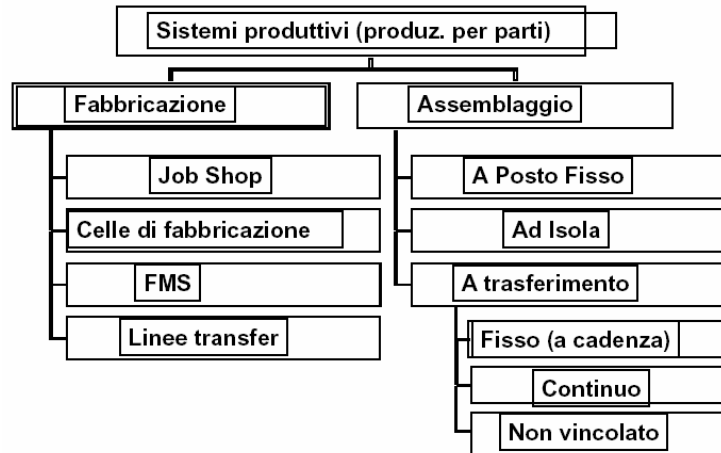 Sistemi produttivi (produz. per parti)
Fabbricazione
Job Shop
Celle di fabbricazione
FMS
Linee transfer
Assemblaggio
A Posto Fisso
Ad Isola
A trasferimento
Fisso (a cadenza)
Continuo
Non vincolato